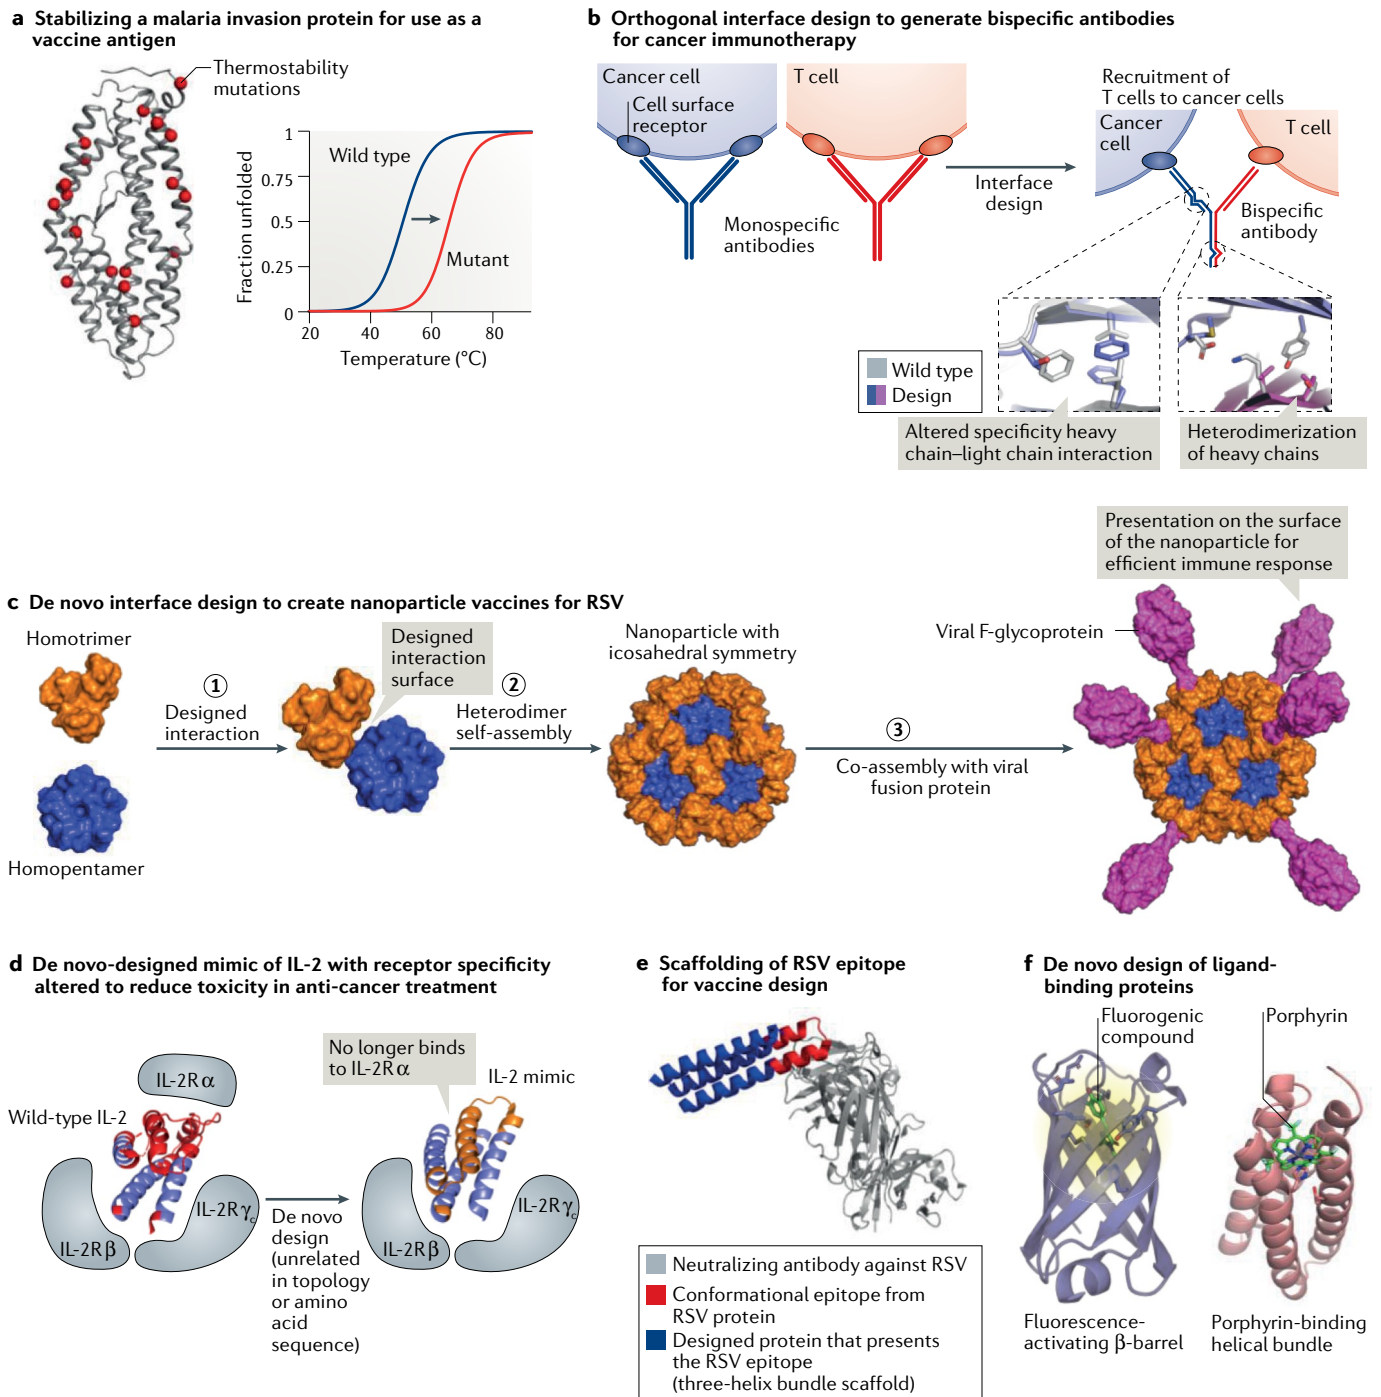 a Stabilizing a malaria invasion protein for use as a
vaccine antigen
Thermostability
mutations
Fraction unfolded
1
0.75
0.5
0.25
0
Wild type
Mutant
20
40
60
80
Temperature (°C)
b Orthogonal interface design to generate bispecific antibodies
for cancer immunotherapy
Cancer cell
Cell surface
receptor
T cell
Monospecific
antibodies
Interface
design
Recruitment of
T cells to cancer cells
Cancer
cell
T cell
Bispecific
antibody
Wild type
Design
Altered specificity heavy
chain–light chain interaction
Heterodimerization
of heavy chains
c De novo interface design to create nanoparticle vaccines for RSV
Homotrimer
Homopentamer
1
Designed
interaction
Designed
interaction
surface
2
Heterodimer
self-assembly
Nanoparticle with
icosahedral symmetry
3
Co-assembly with viral
fusion protein
Viral F-glycoprotein
Presentation on the surface
of the nanoparticle for
efficient immune response
d De novo-designed mimic of IL-2 with receptor specificity
altered to reduce toxicity in anti-cancer treatment
IL-2Rα
Wild-type IL-2
IL-2Rβ
IL-2Rγc
De novo
design
(unrelated
in topology
or amino
acid
sequence)
No longer binds
to IL-2Rα
IL-2 mimic
IL-2Rβ
IL-2Rγc
e Scaffolding of RSV epitope
for vaccine design
Neutralizing antibody against RSV
Conformational epitope from
RSV protein
Designed protein that presents
the RSV epitope
(three-helix bundle scaffold)
f De novo design of ligand-
binding proteins
Fluorogenic
compound
Porphyrin
Fluorescence-
activating β-barrel
Porphyrin-binding
helical bundle